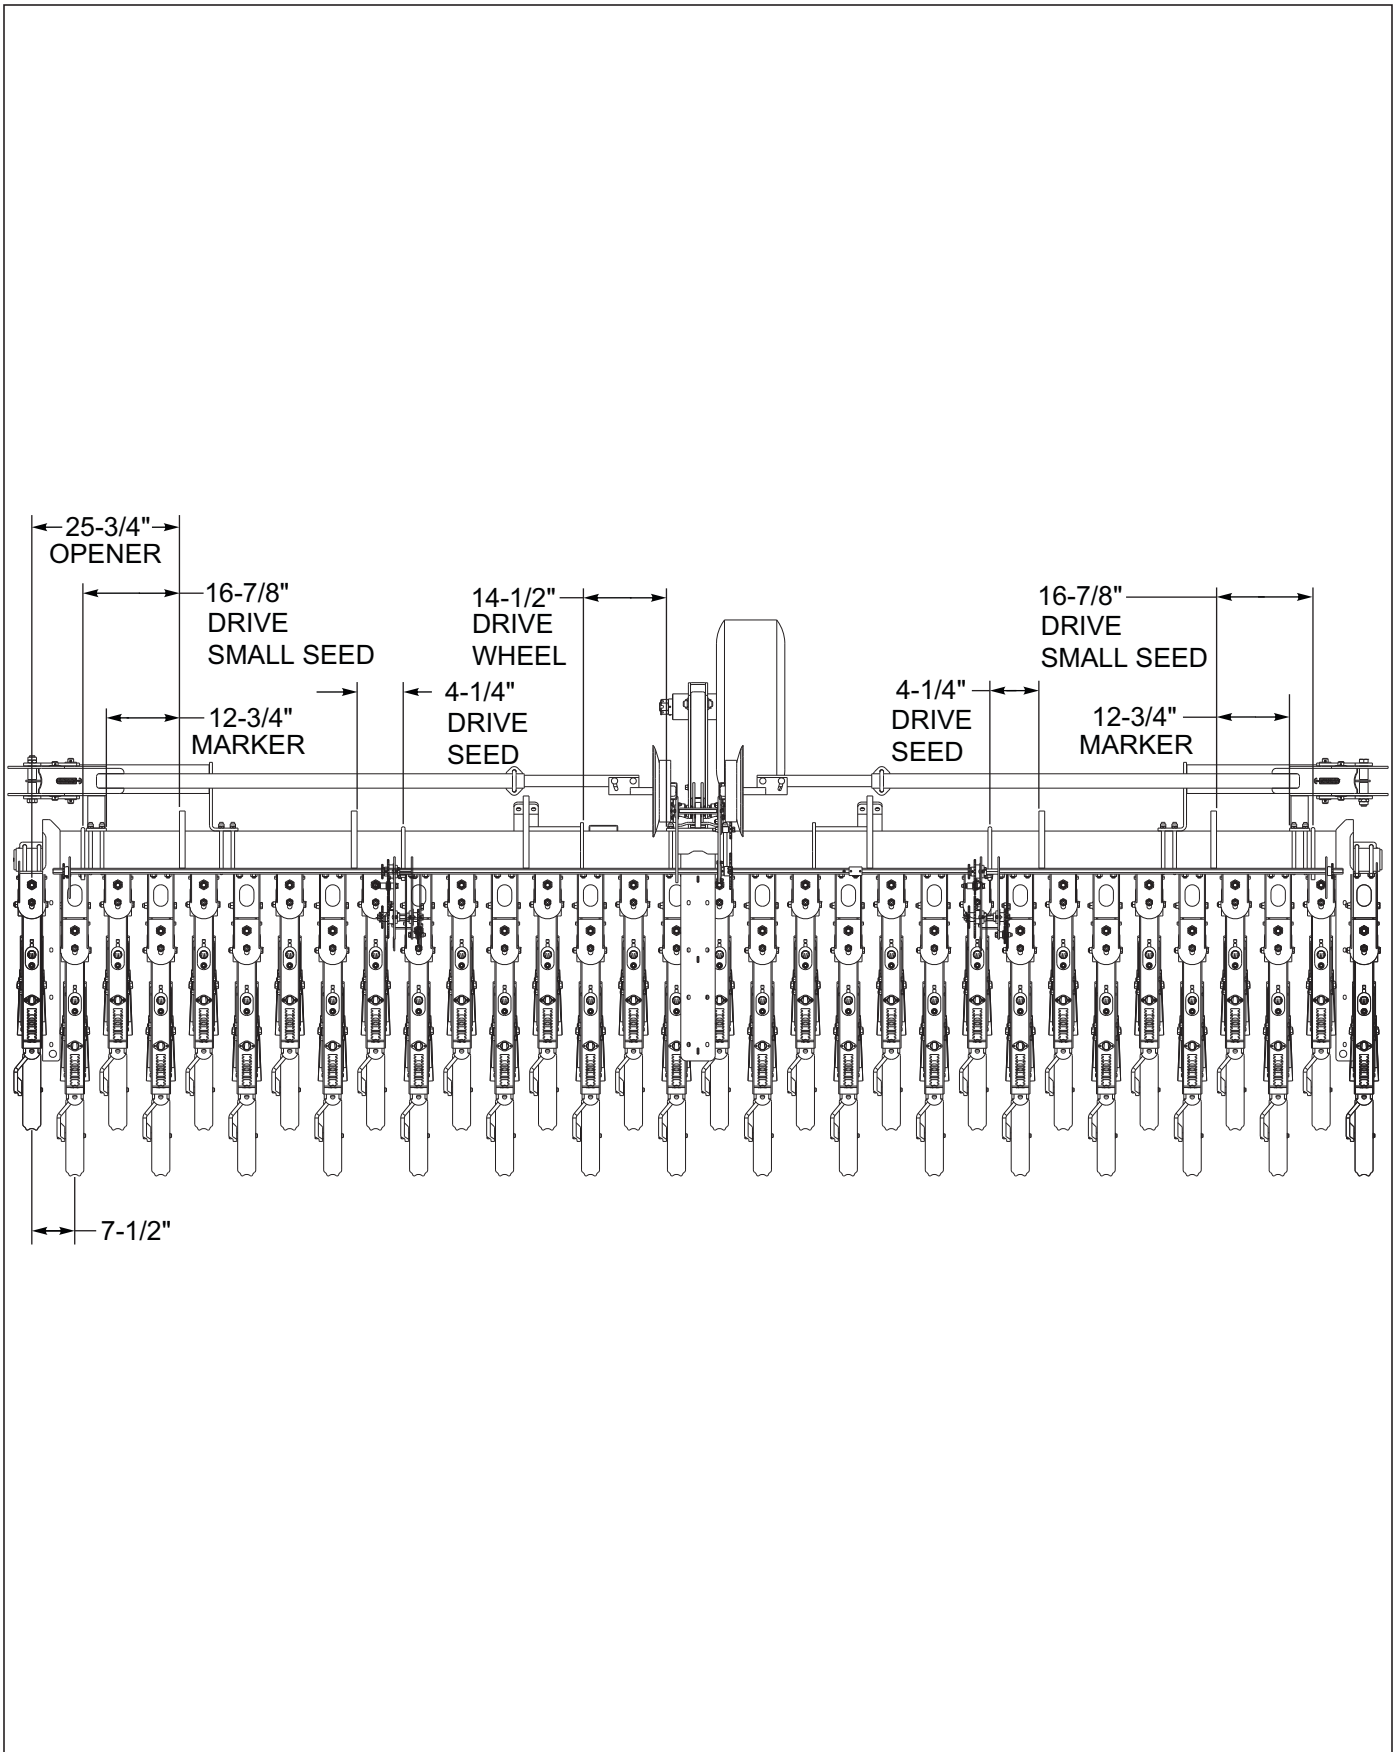 25-3/4"
OPENER
16-7/8"
DRIVE
SMALL SEED
14-1/2"
DRIVE
WHEEL
16-7/8"
DRIVE
SMALL SEED
12-3/4"
MARKER
4-1/4"
DRIVE
SEED
4-1/4"
DRIVE
SEED
12-3/4"
MARKER
7-1/2"